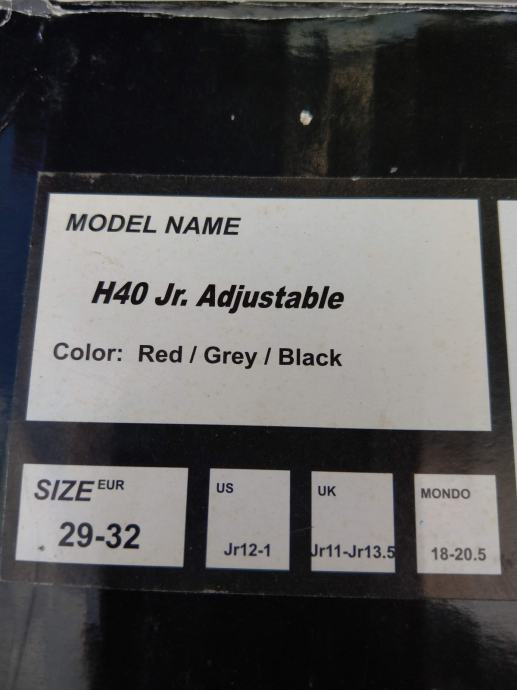 MODEL NAME
H40 Jr. Adjustable
Color: Red / Grey / Black
SIZE EUR
29-32
US
Jr12-1
UK
Jr11-Jr13.5
MONDO
18-20.5